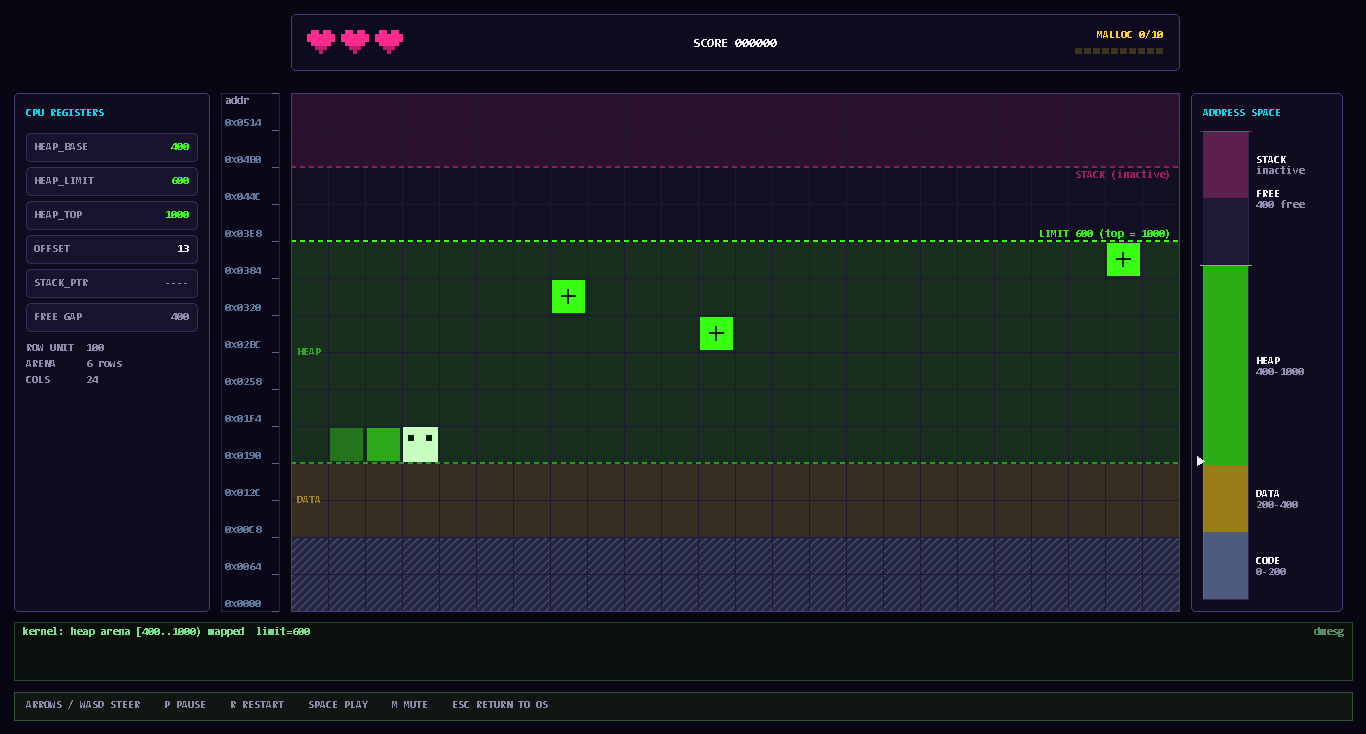 SCORE 000000
MALLOC 0/10
CPU REGISTERS
HEAP_BASE 400
HEAP_LIMIT 600
HEAP_TOP 1000
OFFSET 13
STACK_PTR ----
FREE GAP 400
ROW UNIT 100
ARENA 6 rows
COLS 24
addr
0x0514
0x04B0
0x044C
0x03E8
0x0384
0x0320
0x02BC
0x0258
0x01F4
0x0190
0x012C
0x00C8
0x0064
0x0000
STACK (inactive)
LIMIT 600 (top = 1000)
+
+
+
HEAP
DATA
ADDRESS SPACE
STACK
inactive
FREE
400 free
HEAP
400-1000
DATA
200-400
CODE
0-200
kernel: heap arena [400..1000) mapped limit=600
dmesg
ARROWS / WASD STEER P PAUSE R RESTART SPACE PLAY M MUTE ESC RETURN TO OS